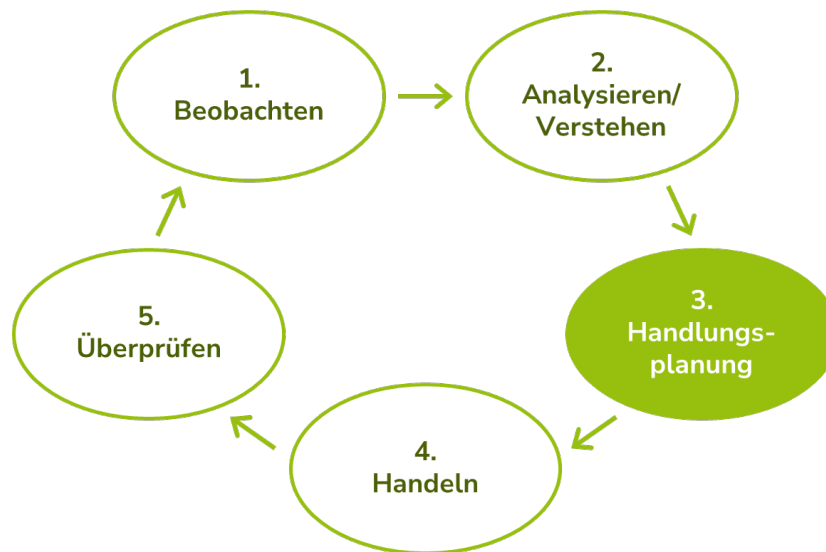 1.
Beobachten
2.
Analysieren/
Verstehen
3.
Handlungs-
planung
4.
Handeln
5.
Überprüfen